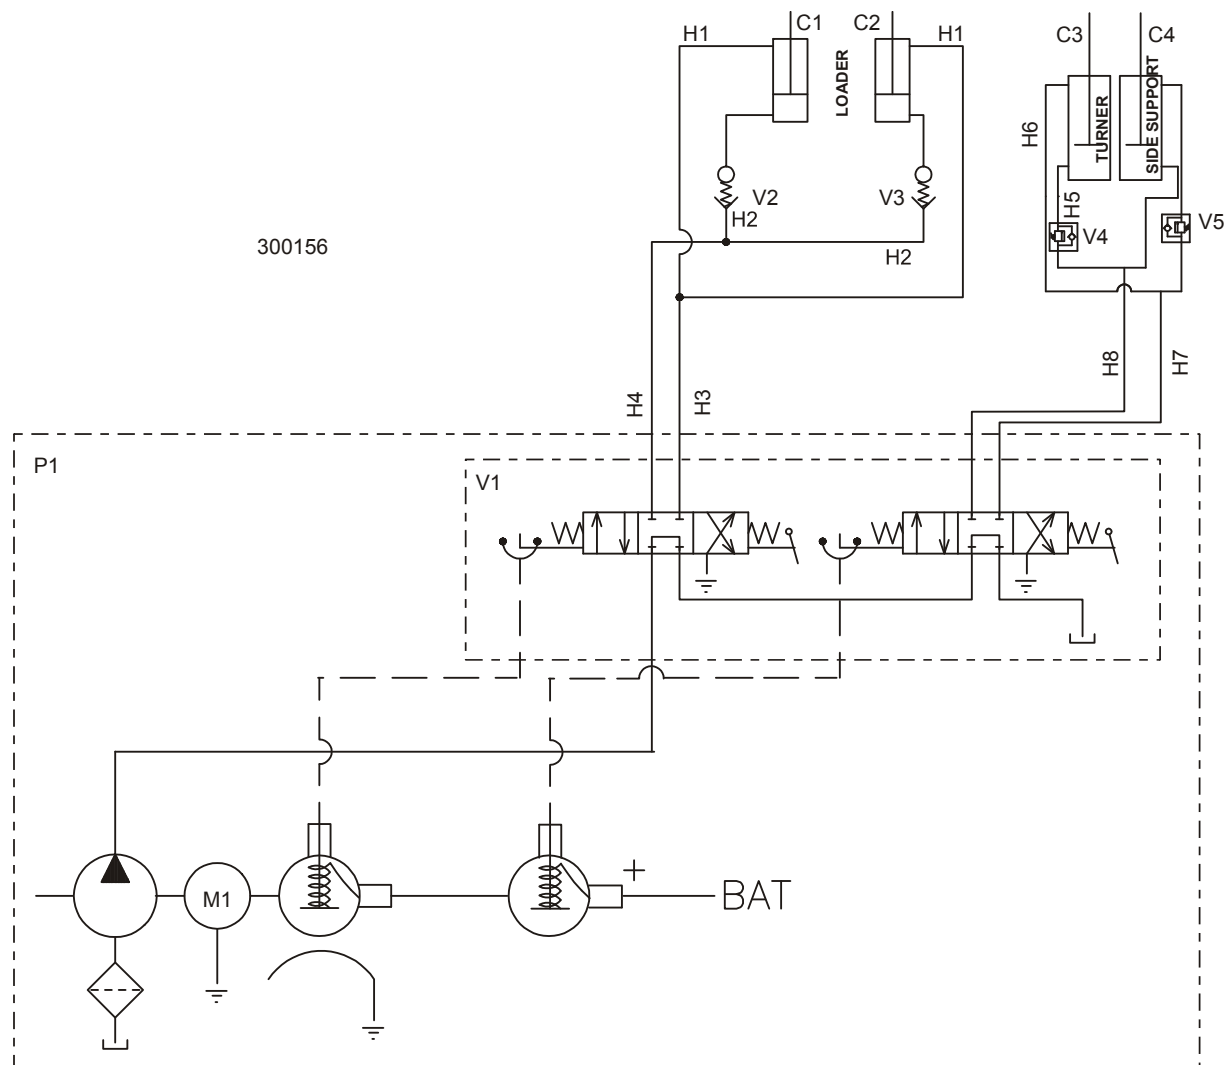 H1
C1
C2
H1
C3
C4
LOADER
TURNER
SIDE SUPPORT
H6
V2
V3
H5
H2
V4
V5
300156
H2
H8
H7
H4
H3
P1
V1
M1
+
BAT